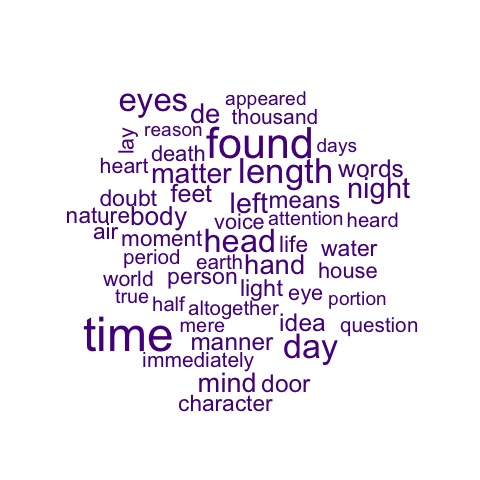 eyes
de
appeared
thousand
lay
reason
found
days
heart
death
matter
length
words
night
doubt
feet
left
means
nature
body
voice
attention
heard
air
moment
head
life
water
period
earth
hand
house
world
person
light
eye
portion
true
half
altogether
time
mere
idea
question
manner
day
immediately
mind
door
character